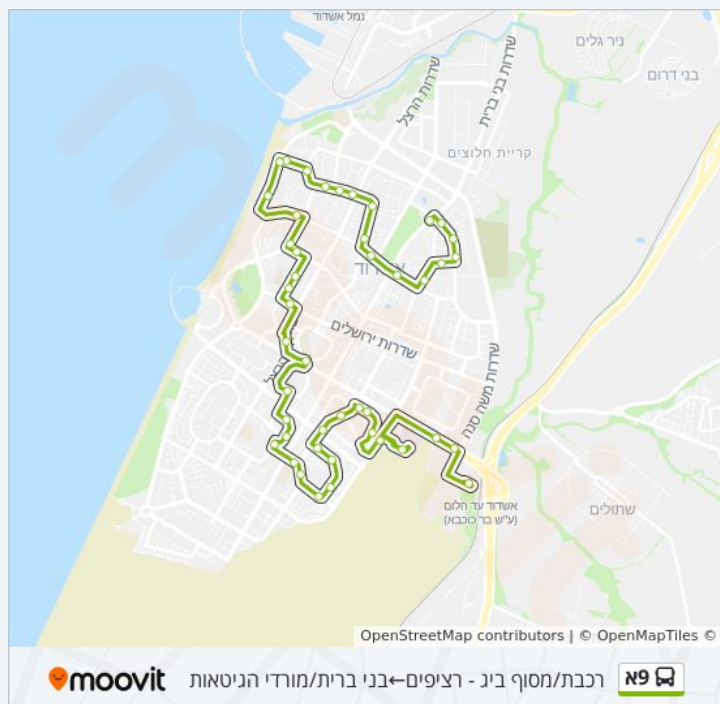 נמל אשדוד
ניר גלים
בני דרום
שדרות הרצל
שדרות בני ברית
קריית חלוצים
שדרות ירושלים
שדרות משה סנה
אשדוד עד הלום
(ע"ש בר כוכבא)
שתולים
OpenStreetMap contributors | © OpenMapTiles ©
moovit
רכבת/מסוף ביג - רציפים←בני ברית/מורדי הגיטאות
9א